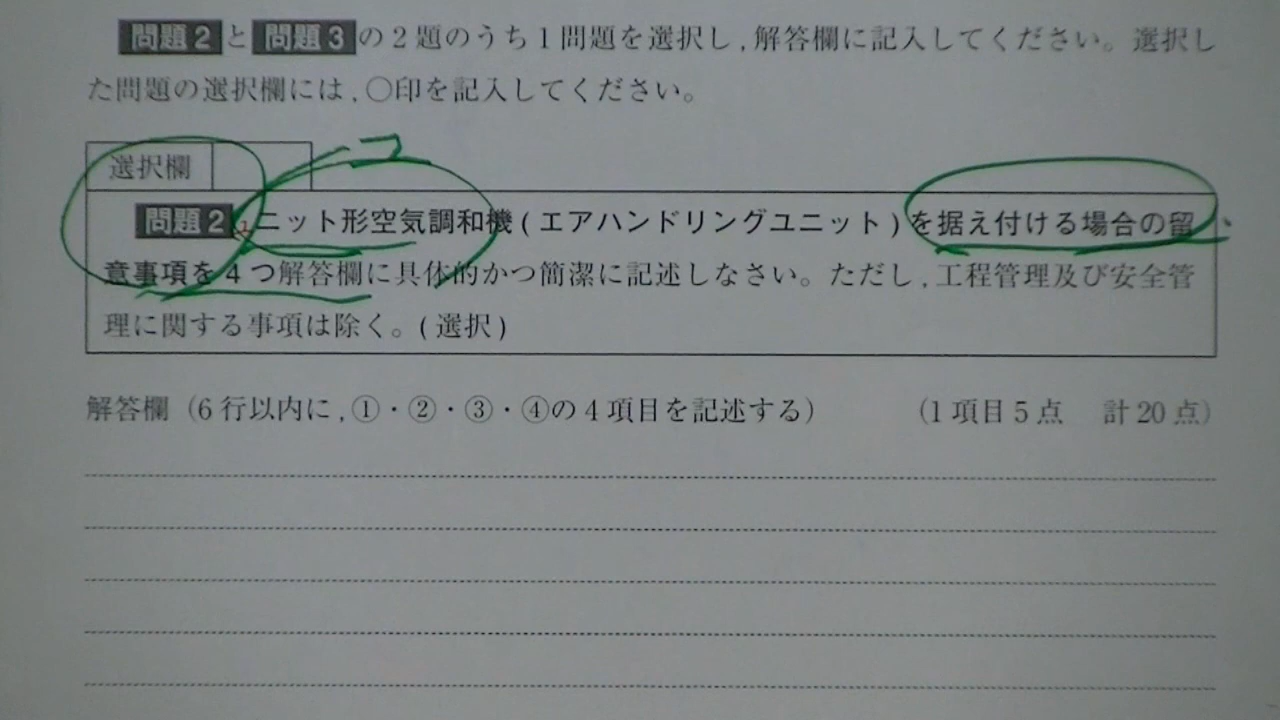 問題2と問題3の2題のうち1問題を選択し,解答欄に記入してください。選択し
た問題の選択欄には,〇印を記入してください。
選択欄
問題2 ユニット形空気調和機(エアハンドリングユニット)を据え付ける場合の留
意事項を4つ解答欄に具体的かつ簡潔に記述しなさい。ただし,工程管理及び安全管
理に関する事項は除く。(選択)
解答欄(6行以内に,①・②・③・④の4項目を記述する) (1項目5点 計20点)